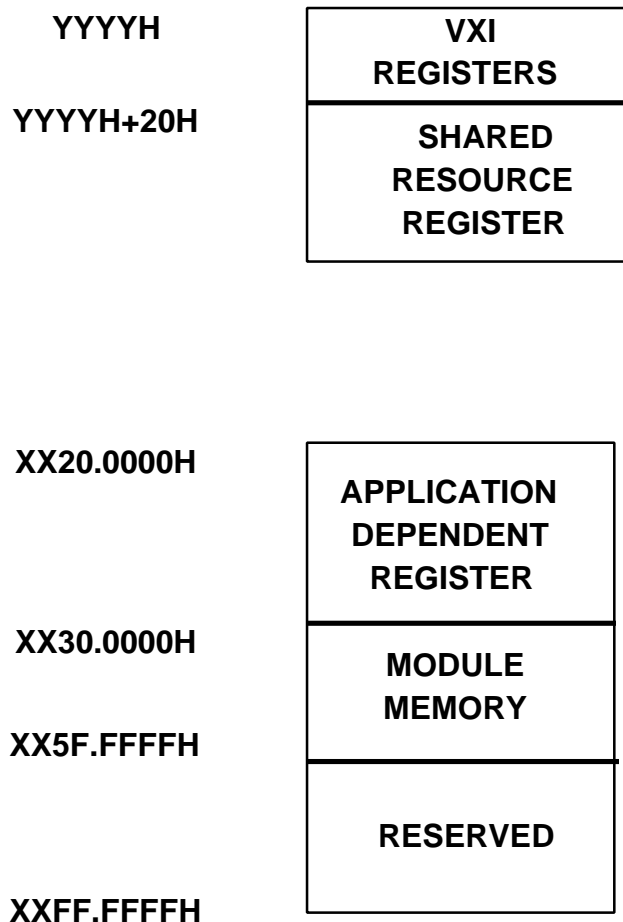 YYYYH
VXI
REGISTERS
YYYYH+20H
SHARED
RESOURCE
REGISTER
XX20.0000H
APPLICATION
DEPENDENT
REGISTER
XX30.0000H
MODULE
MEMORY
XX5F.FFFFH
RESERVED
XXFF.FFFFH